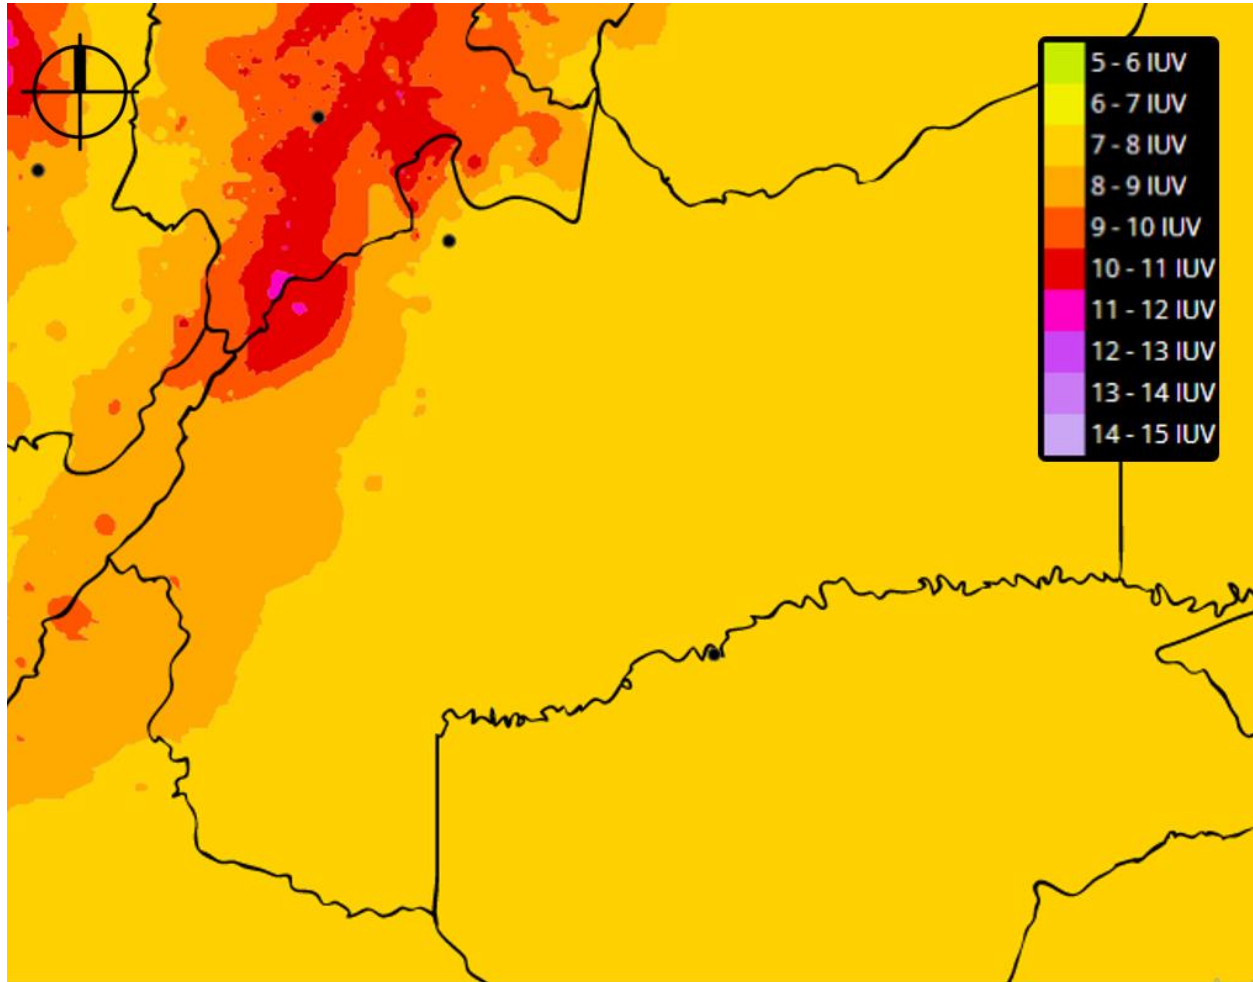 5 - 6 IUV
6 - 7 IUV
7 - 8 IUV
8 - 9 IUV
9 - 10 IUV
10 - 11 IUV
11 - 12 IUV
12 - 13 IUV
13 - 14 IUV
14 - 15 IUV